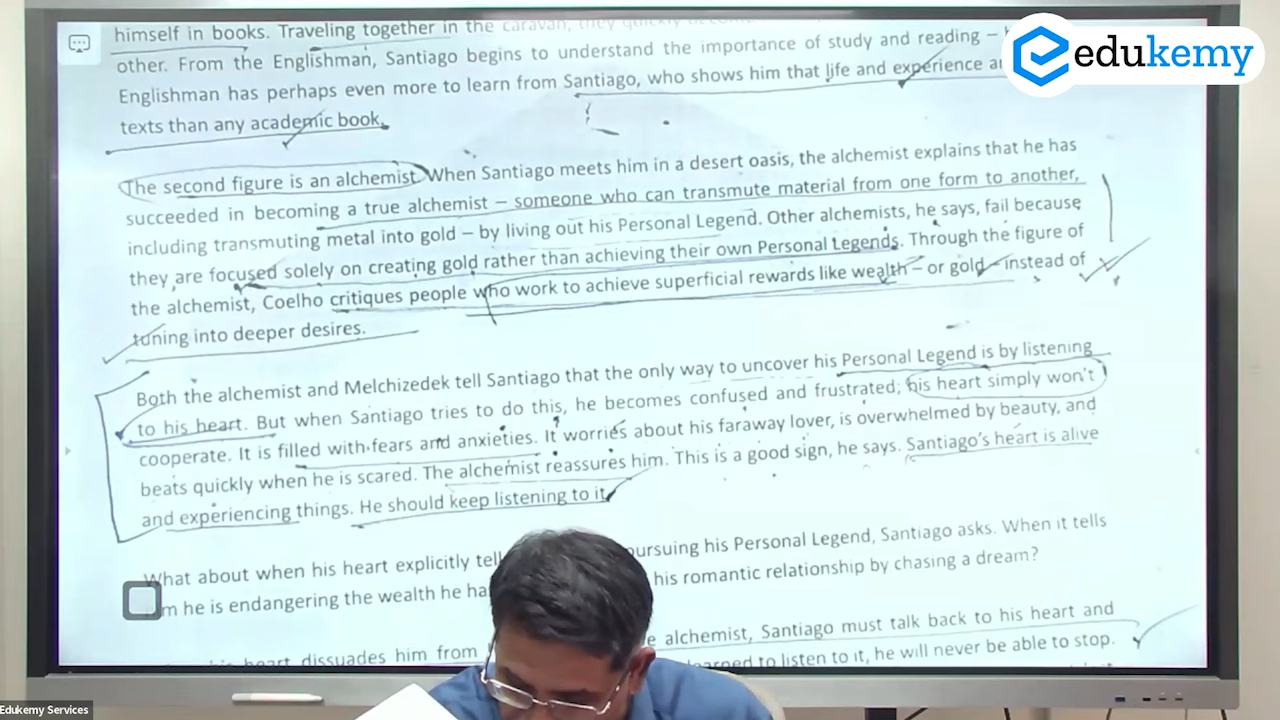 himself in books. Traveling together in the caravan, they quickly
edukemy
other. From the Englishman, Santiago begins to understand the importance of study and reading –
Englishman has perhaps even more to learn from Santiago, who shows him that life and experience
texts than any academic book.
The second figure is an alchemist. When Santiago meets him in a desert oasis, the alchemist explains that he has
succeeded in becoming a true alchemist – someone who can transmute material from one form to another,
including transmuting metal into gold – by living out his Personal Legend. Other alchemists, he says, fail because
they are focused solely on creating gold rather than achieving their own Personal Legends. Through the figure of
the alchemist, Coelho critiques people who work to achieve superficial rewards like wealth – or gold – instead of
tuning into deeper desires.
Both the alchemist and Melchizedek tell Santiago that the only way to uncover his Personal Legend is by listening
to his heart. But when Santiago tries to do this, he becomes confused and frustrated; his heart simply won't
cooperate. It is filled with fears and anxieties. It worries about his faraway lover, is overwhelmed by beauty, and
beats quickly when he is scared. The alchemist reassures him. This is a good sign, he says. Santiago's heart is alive
and experiencing things. He should keep listening to it.
What about when his heart explicitly pursuing his Personal Legend, Santiago asks. When it tells
he is endangering the wealth he his romantic relationship by chasing a dream?
heart dissuades him from alchemist, Santiago must talk back to his heart and
to listen to it, he will never be able to stop.
Edukemy Services